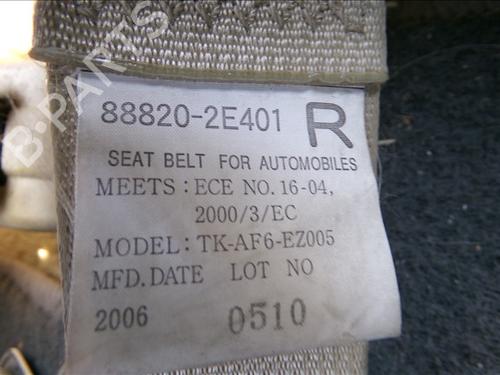 B-PARTS
88820-2E401 R
SEAT BELT FOR AUTOMOBILES
MEETS : ECE NO. 16-04,
2000/3/EC
MODEL: TK-AF6-EZ005
MFD.DATE LOT NO
2006 0510